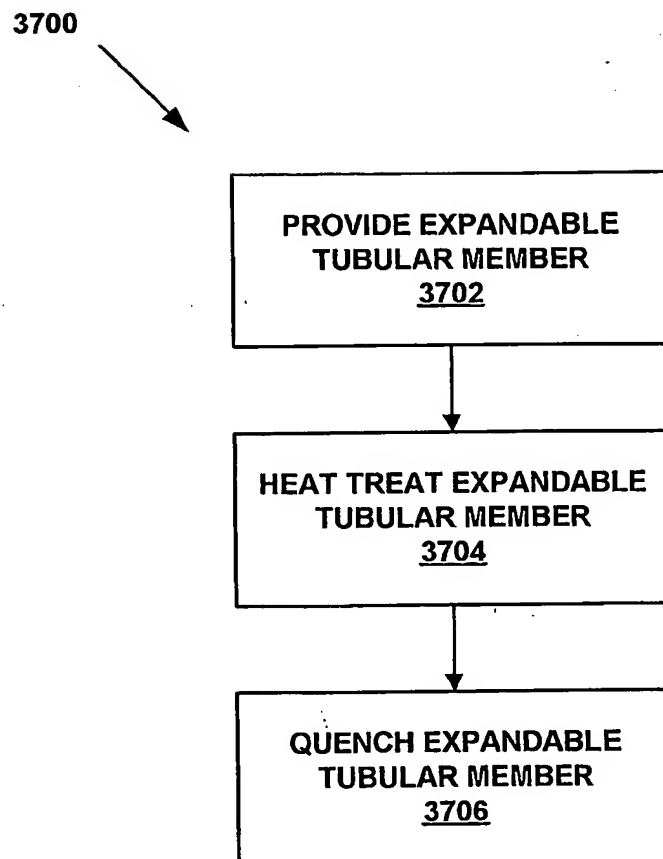 3700
PROVIDE EXPANDABLE
TUBULAR MEMBER
3702
HEAT TREAT EXPANDABLE
TUBULAR MEMBER
3704
QUENCH EXPANDABLE
TUBULAR MEMBER
3706